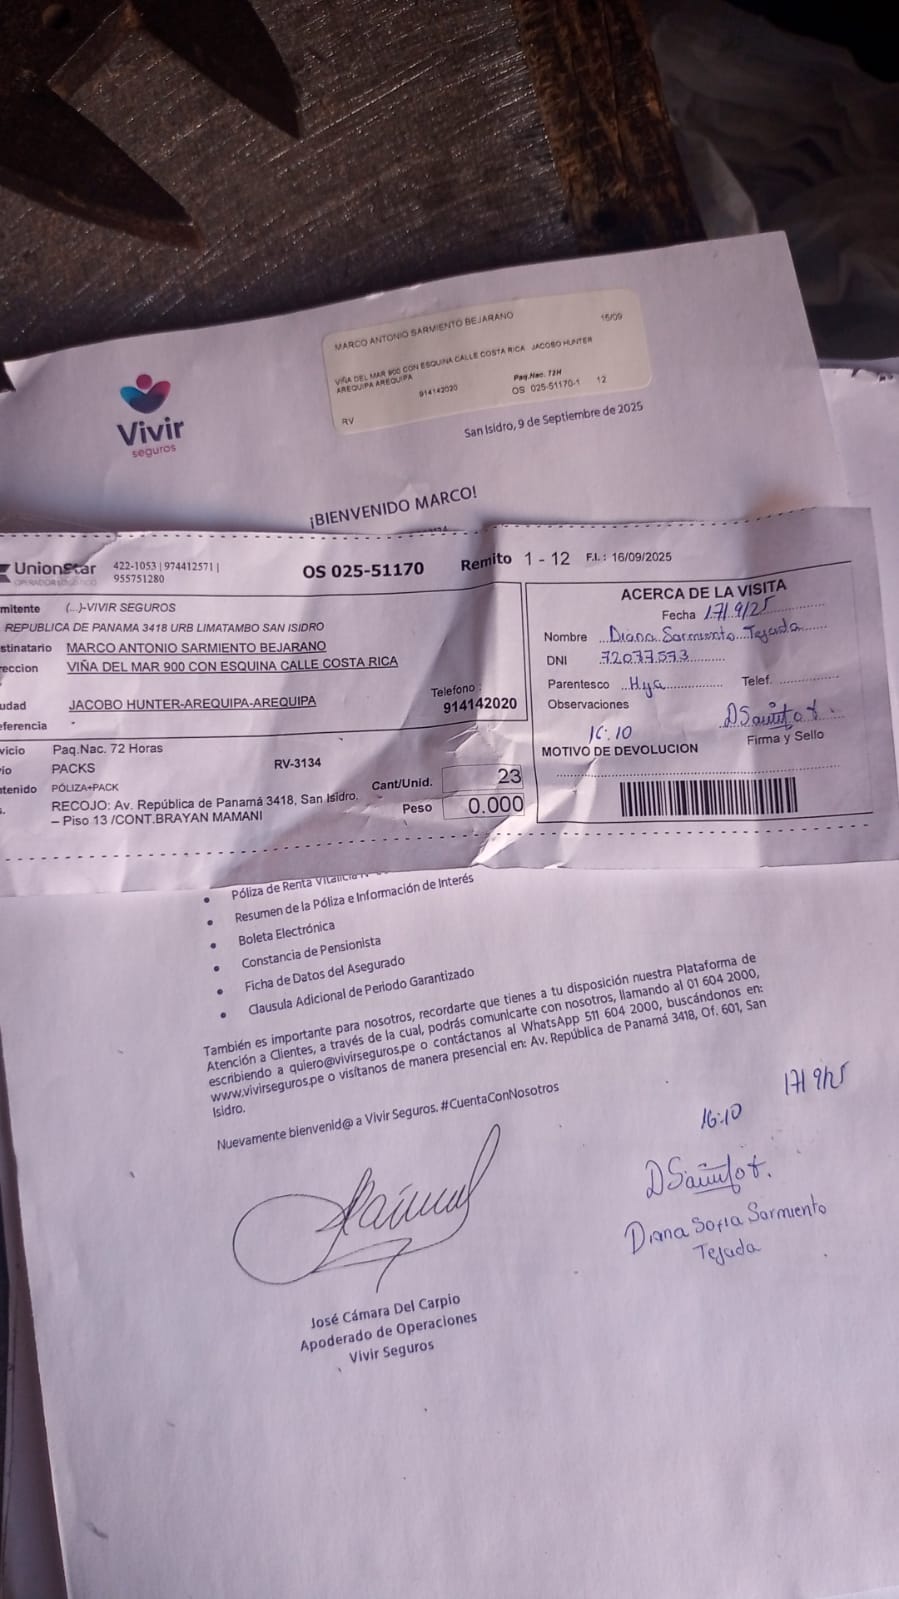 MARCO ANTONIO SARMIENTO BEJARANO 15/09
VIÑA DEL MAR 900 CON ESQUINA CALLE COSTA RICA JACOBO HUNTER
AREQUIPA AREQUIPA
914142020
Paq.Nac. 72H
OS 025-51170-1 12
RV
Vivir
seguros
San Isidro, 9 de Septiembre de 2025
¡BIENVENIDO MARCO!
UnionStar
OPERADOR LOGISTICO
422-1053 | 974412571 |
955751280
OS 025-51170
Remito 1 - 12 F.I.: 16/09/2025
mitente (...)-VIVIR SEGUROS
REPUBLICA DE PANAMA 3418 URB LIMATAMBO SAN ISIDRO
stinatario MARCO ANTONIO SARMIENTO BEJARANO
eccion VIÑA DEL MAR 900 CON ESQUINA CALLE COSTA RICA
udad JACOBO HUNTER-AREQUIPA-AREQUIPA
Telefono :
914142020
eferencia
vicio Paq.Nac. 72 Horas
ío PACKS
RV-3134
ntenido PÓLIZA+PACK
Cant/Unid. 23
RECOJO: Av. República de Panamá 3418, San Isidro,
– Piso 13 /CONT.BRAYAN MAMANI
Peso 0.000
ACERCA DE LA VISITA
Fecha 17/9/25
Nombre Diana Sarmiento Tejada
DNI 72077573
Parentesco Hija Telef.
Observaciones
16:10
Firma y Sello
MOTIVO DE DEVOLUCION
• Póliza de Renta Vitalicia N°
• Resumen de la Póliza e Información de Interés
• Boleta Electrónica
• Constancia de Pensionista
• Ficha de Datos del Asegurado
• Clausula Adicional de Periodo Garantizado
También es importante para nosotros, recordarte que tienes a tu disposición nuestra Plataforma de
Atención a Clientes, a través de la cual, podrás comunicarte con nosotros, llamando al 01 604 2000,
escribiendo a quiero@vivirseguros.pe o contáctanos al WhatsApp 511 604 2000, buscándonos en:
www.vivirseguros.pe o visítanos de manera presencial en: Av. República de Panamá 3418, Of. 601, San
Isidro.
Nuevamente bienvenid@ a Vivir Seguros. #CuentaConNosotros
17/9/25
16:10
Diana Sofia Sarmiento
Tejada
José Cámara Del Carpio
Apoderado de Operaciones
Vivir Seguros